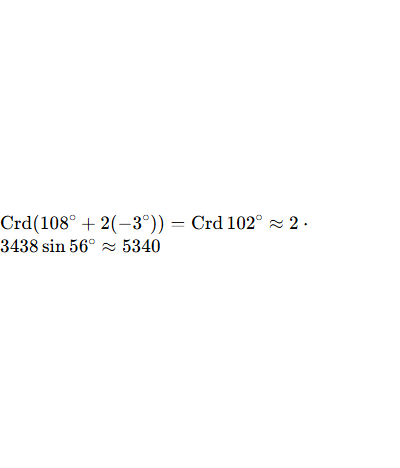 Crd(108° + 2(−3°)) = Crd 102° ≈ 2 ·
3438 sin 56° ≈ 5340